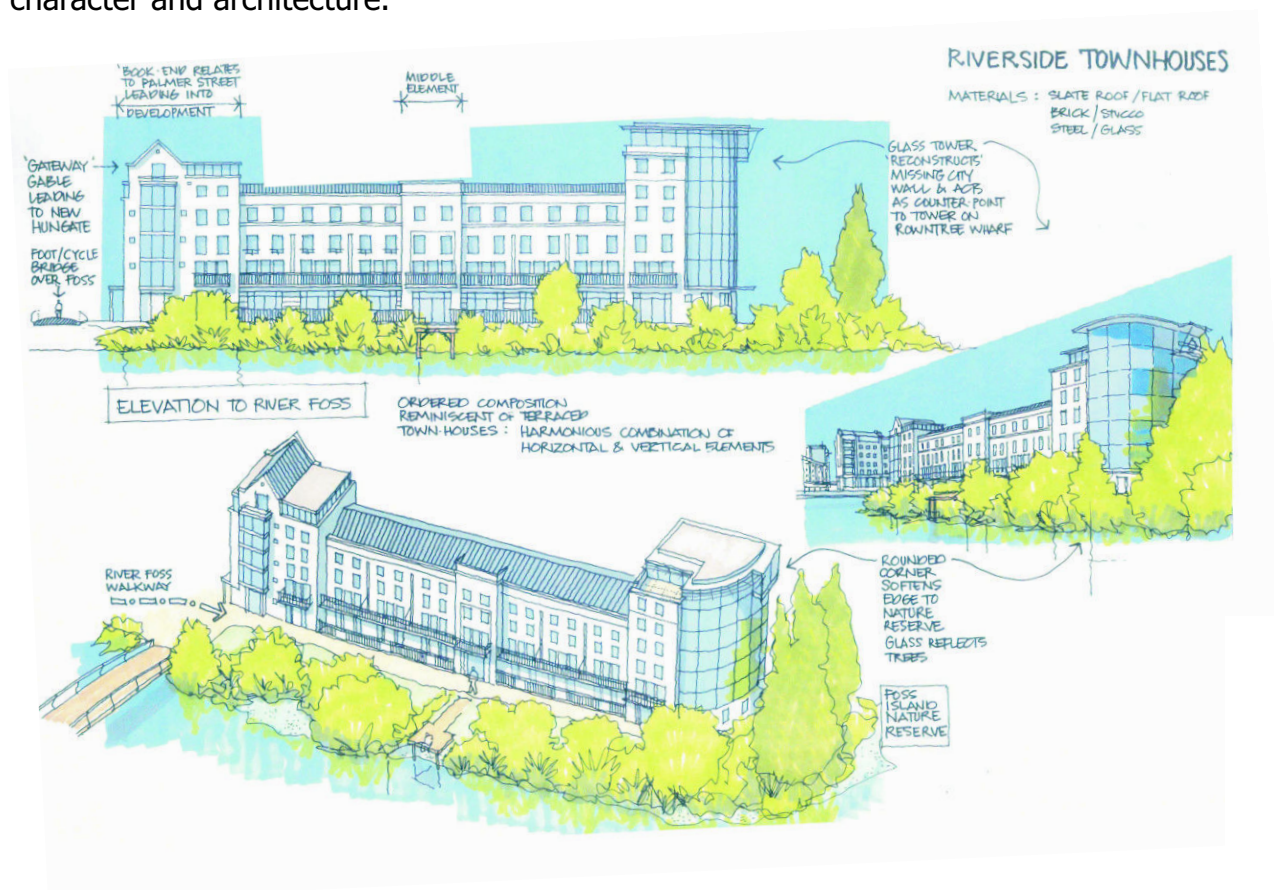 character and architecture.
RIVERSIDE TOWNHOUSES
MATERIALS : SLATE ROOF / FLAT ROOF
BRICK / STUCCO
STEEL / GLASS
'BOOK-END RELATES
TO PALMER STREET
LEADING INTO
DEVELOPMENT
MIDDLE
ELEMENT
'GATEWAY'
GABLE
LEADING
TO NEW
HUNGATE
FOOT/CYCLE
BRIDGE
OVER FOSS
GLASS TOWER
'RECONSTRUCTS'
MISSING CITY
WALL & ACTS
AS COUNTER-POINT
TO TOWER ON
ROWNTREE WHARF
ELEVATION TO RIVER FOSS
ORDERED COMPOSITION
REMINISCENT OF TERRACED
TOWN-HOUSES : HARMONIOUS COMBINATION OF
HORIZONTAL & VERTICAL ELEMENTS
RIVER FOSS
WALKWAY
ROUNDED
CORNER
SOFTENS
EDGE TO
NATURE
RESERVE
GLASS REFLECTS
TREES
FOSS
ISLAND
NATURE
RESERVE